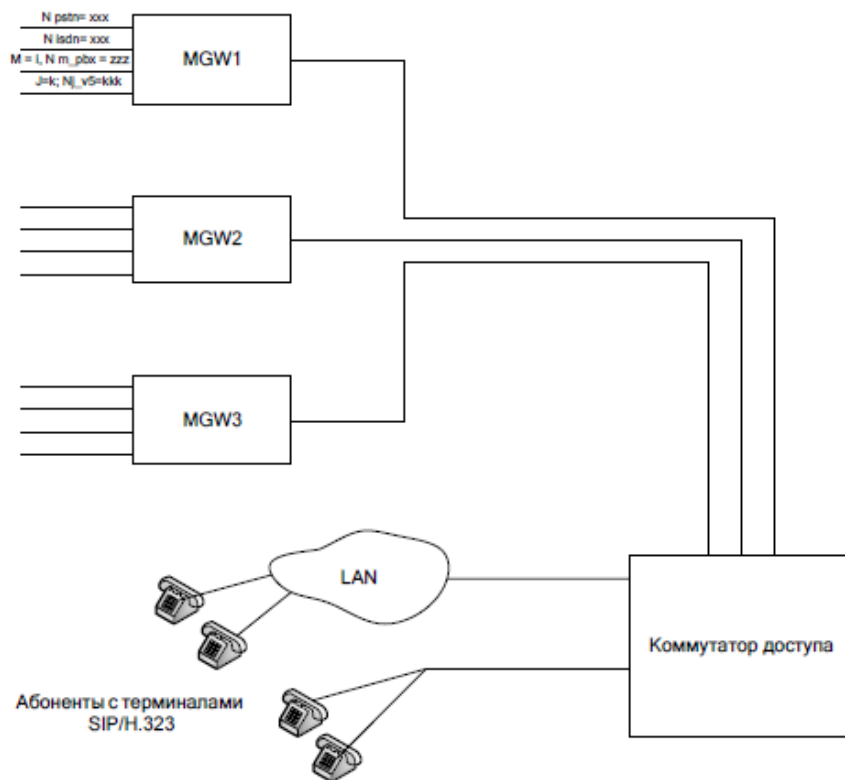 N pstn= xxx
N isdn= xxx
M = i, N m_pbx = zzz
J=k; Nj_v5=kkk
MGW1
MGW2
MGW3
LAN
Коммутатор доступа
Абоненты с терминалами
SIP/H.323